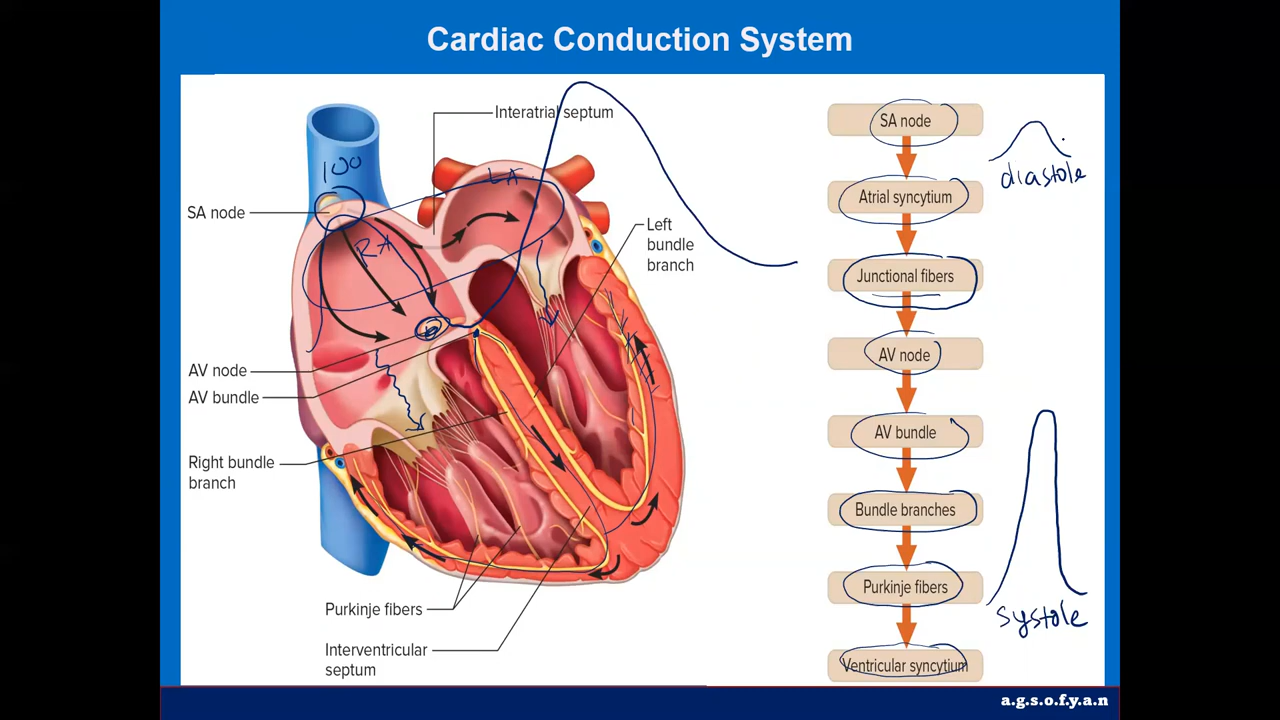 Cardiac Conduction System
Interatrial septum
100
LA
SA node
RA
Left
bundle
branch
AV node
AV bundle
Right bundle
branch
Purkinje fibers
Interventricular
septum
SA node
Atrial syncytium
Junctional fibers
AV node
AV bundle
Bundle branches
Purkinje fibers
Ventricular syncytium
diastole
systole
a.g.s.o.f.y.a.n